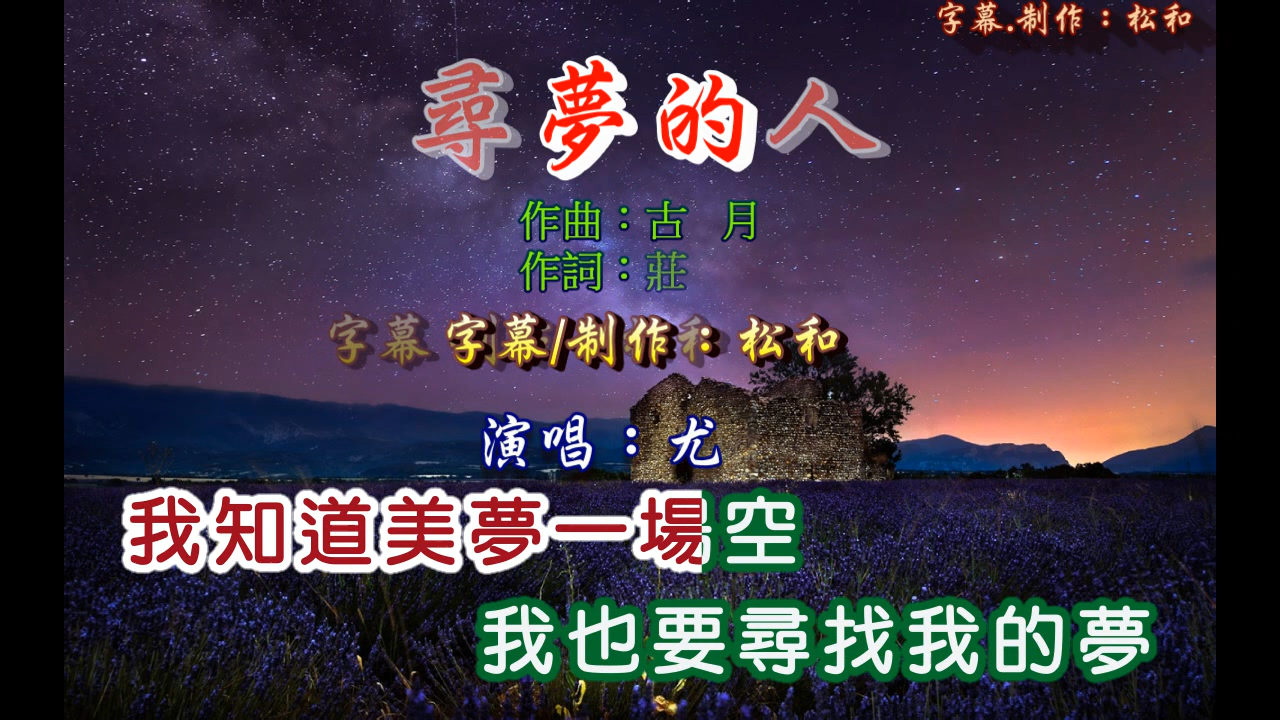 字幕.制作：松和
尋夢的人
作曲：古 月
作詞：莊
字幕 字幕/制作：松和
演唱：尤
我知道美夢一場空
我也要尋找我的夢